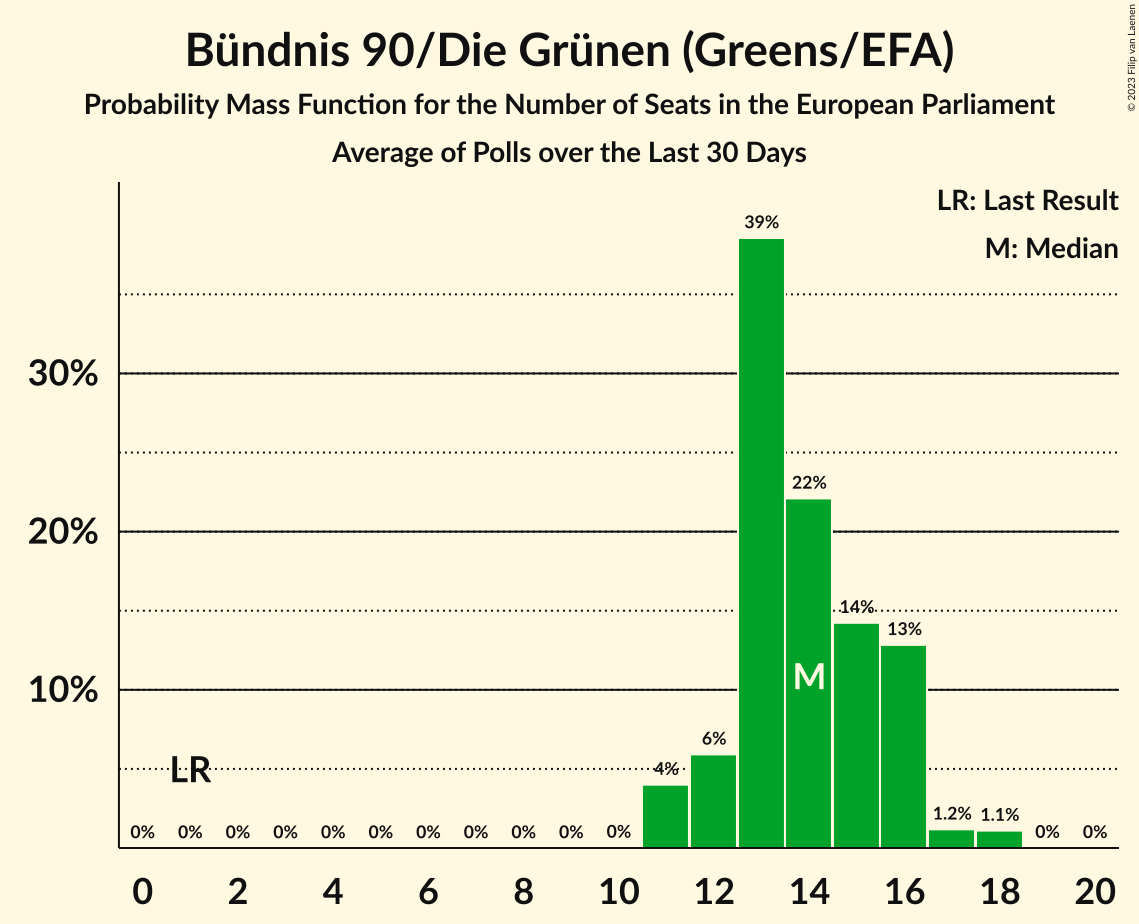 Bündnis 90/Die Grünen (Greens/EFA)
Probability Mass Function for the Number of Seats in the European Parliament
Average of Polls over the Last 30 Days
© 2023 Filip van Laenen
LR: Last Result
M: Median
39%
30%
22%
20%
14%
13%
M
10%
6%
4%
LR
1.2%
1.1%
0% 0% 0% 0% 0% 0% 0% 0% 0% 0% 0% 0% 0%
0 2 4 6 8 10 12 14 16 18 20